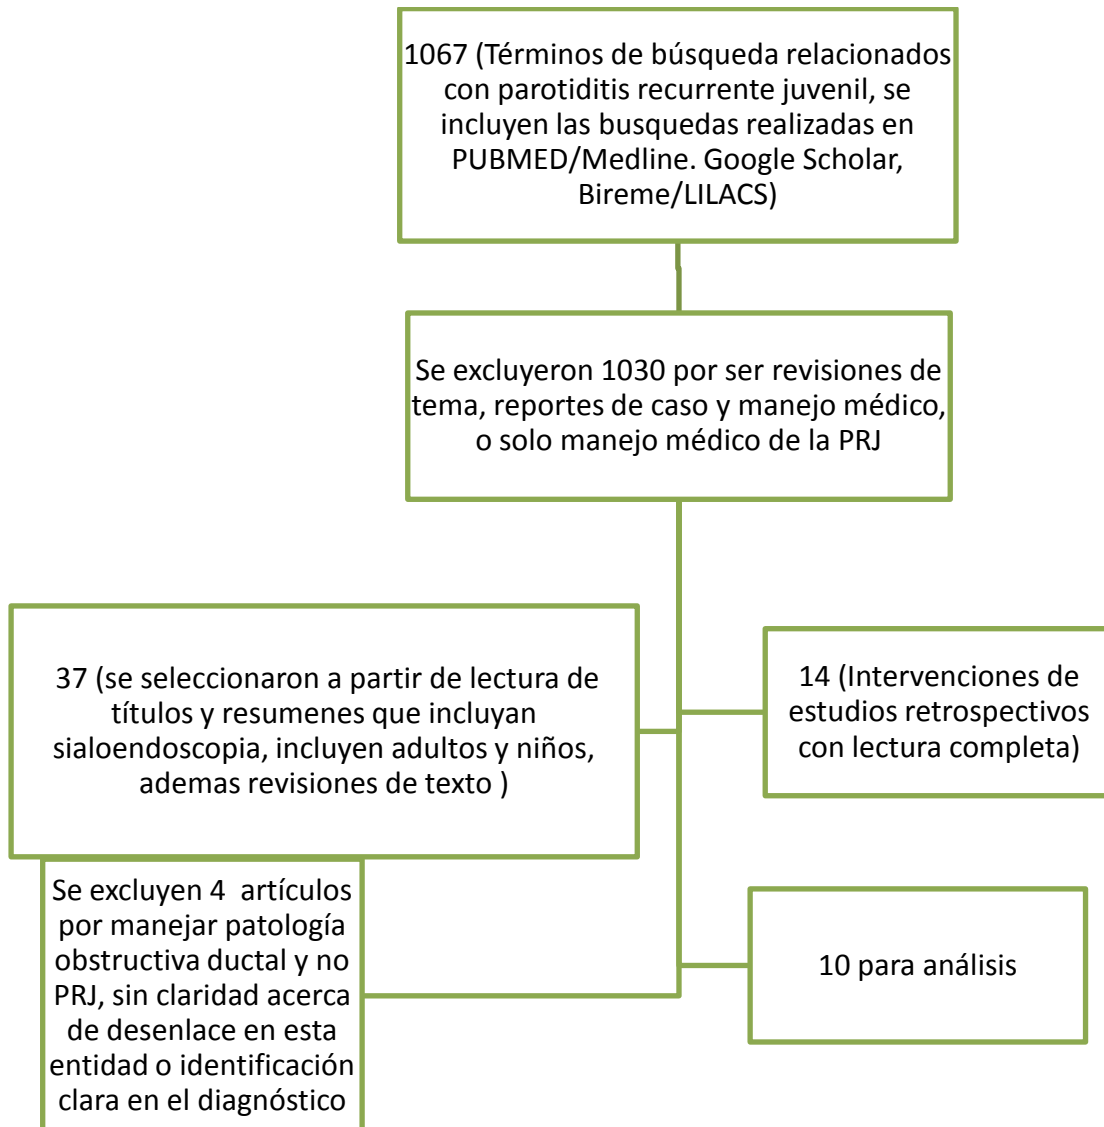 1067 (Términos de búsqueda relacionados
con parotiditis recurrente juvenil, se
incluyen las busquedas realizadas en
PUBMED/Medline. Google Scholar,
Bireme/LILACS)
Se excluyeron 1030 por ser revisiones de
tema, reportes de caso y manejo médico,
o solo manejo médico de la PRJ
37 (se seleccionaron a partir de lectura de
títulos y resumenes que incluyan
sialoendoscopia, incluyen adultos y niños,
ademas revisiones de texto )
14 (Intervenciones de
estudios retrospectivos
con lectura completa)
Se excluyen 4 artículos
por manejar patología
obstructiva ductal y no
PRJ, sin claridad acerca
de desenlace en esta
entidad o identificación
clara en el diagnóstico
10 para análisis